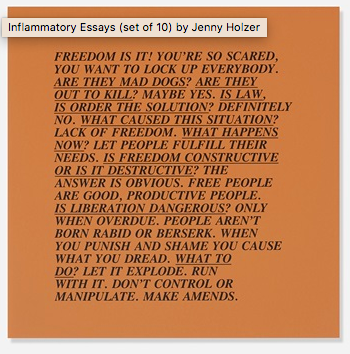 Inflammatory Essays (set of 10) by Jenny Holzer
FREEDOM IS IT! YOU'RE SO SCARED,
YOU WANT TO LOCK UP EVERYBODY.
ARE THEY MAD DOGS? ARE THEY
OUT TO KILL? MAYBE YES. IS LAW,
IS ORDER THE SOLUTION? DEFINITELY
NO. WHAT CAUSED THIS SITUATION?
LACK OF FREEDOM. WHAT HAPPENS
NOW? LET PEOPLE FULFILL THEIR
NEEDS. IS FREEDOM CONSTRUCTIVE
OR IS IT DESTRUCTIVE? THE
ANSWER IS OBVIOUS. FREE PEOPLE
ARE GOOD, PRODUCTIVE PEOPLE.
IS LIBERATION DANGEROUS? ONLY
WHEN OVERDUE. PEOPLE AREN'T
BORN RABID OR BERSERK. WHEN
YOU PUNISH AND SHAME YOU CAUSE
WHAT YOU DREAD. WHAT TO
DO? LET IT EXPLODE. RUN
WITH IT. DON'T CONTROL OR
MANIPULATE. MAKE AMENDS.